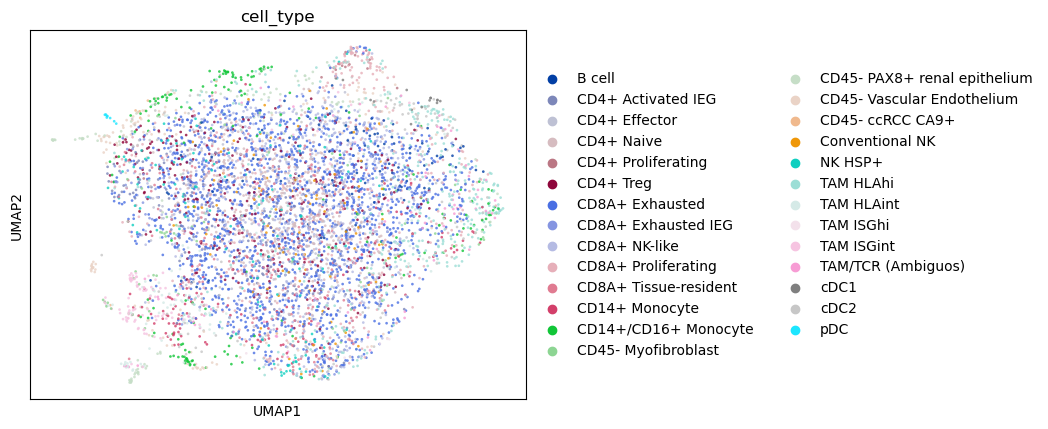 cell_type
UMAP2
UMAP1
B cell
CD4+ Activated IEG
CD4+ Effector
CD4+ Naive
CD4+ Proliferating
CD4+ Treg
CD8A+ Exhausted
CD8A+ Exhausted IEG
CD8A+ NK-like
CD8A+ Proliferating
CD8A+ Tissue-resident
CD14+ Monocyte
CD14+/CD16+ Monocyte
CD45- Myofibroblast
CD45- PAX8+ renal epithelium
CD45- Vascular Endothelium
CD45- ccRCC CA9+
Conventional NK
NK HSP+
TAM HLAhi
TAM HLAint
TAM ISGhi
TAM ISGint
TAM/TCR (Ambiguos)
cDC1
cDC2
pDC